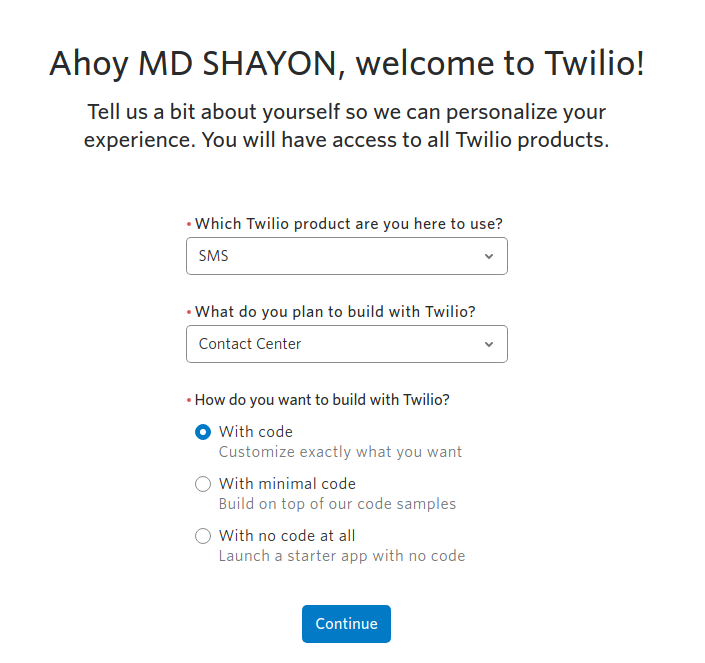 Ahoy MD SHAYON, welcome to Twilio!
Tell us a bit about yourself so we can personalize your
experience. You will have access to all Twilio products.
• Which Twilio product are you here to use?
SMS
• What do you plan to build with Twilio?
Contact Center
• How do you want to build with Twilio?
With code
Customize exactly what you want
With minimal code
Build on top of our code samples
With no code at all
Launch a starter app with no code
Continue